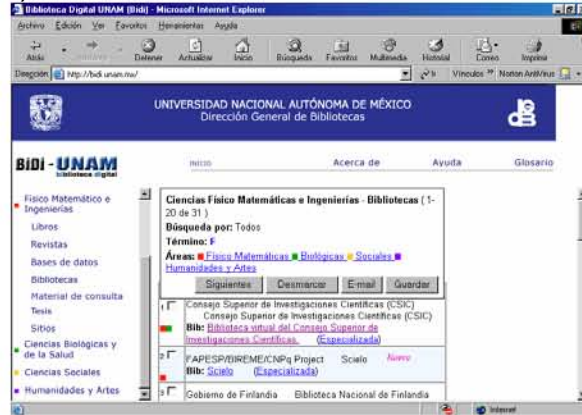 Biblioteca Digital UNAM (Bidi) - Microsoft Internet Explorer
Archivo Edición Ver Favoritos Herramientas Ayuda
Atrás Detener Actualizar Inicio Búsqueda Favoritos Multimedia Historial Correo Imprimir
Dirección http://bidi.unam.mx/ Ir Vínculos Norton AntiVirus
UNIVERSIDAD NACIONAL AUTÓNOMA DE MÉXICO
Dirección General de Bibliotecas
BiDi - UNAM
biblioteca digital
INICIO Acerca de Ayuda Glosario
Físico Matemático e
Ingenierías
Libros
Revistas
Bases de datos
Bibliotecas
Material de consulta
Tesis
Sitios
Ciencias Biológicas y
de la Salud
Ciencias Sociales
Humanidades y Artes
Ciencias Físico Matemáticas e Ingenierías - Bibliotecas ( 1-
20 de 31 )
Búsqueda por: Todos
Término: F
Áreas: Físico Matemáticas Biológicas Sociales
Humanidades y Artes
Siguientes Desmarcar E-mail Guardar
1 Consejo Superior de Investigaciones Científicas (CSIC)
Consejo Superior de Investigaciones Científicas (CSIC)
Bib: Biblioteca virtual del Consejo Superior de
Investigaciones Científicas. (Especializada)
2 FAPESP/BIREME/CNPq Project Scielo Nuevo
Bib: Scielo (Especializada)
3 Gobierno de Finlandia Biblioteca Nacional de Finlandia
Internet